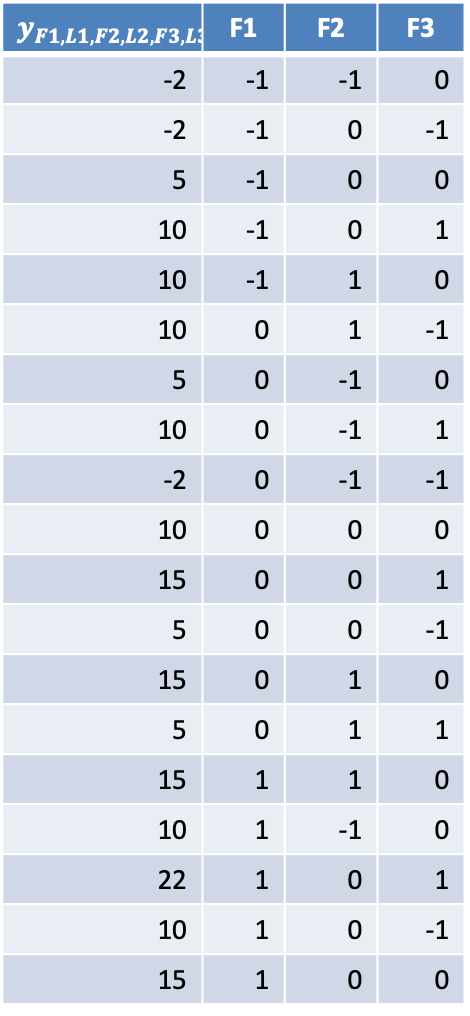 y F1,L1,F2,L2,F3,L3 F1 F2 F3
-2 -1 -1 0
-2 -1 0 -1
5 -1 0 0
10 -1 0 1
10 -1 1 0
10 0 1 -1
5 0 -1 0
10 0 -1 1
-2 0 -1 -1
10 0 0 0
15 0 0 1
5 0 0 -1
15 0 1 0
5 0 1 1
15 1 1 0
10 1 -1 0
22 1 0 1
10 1 0 -1
15 1 0 0